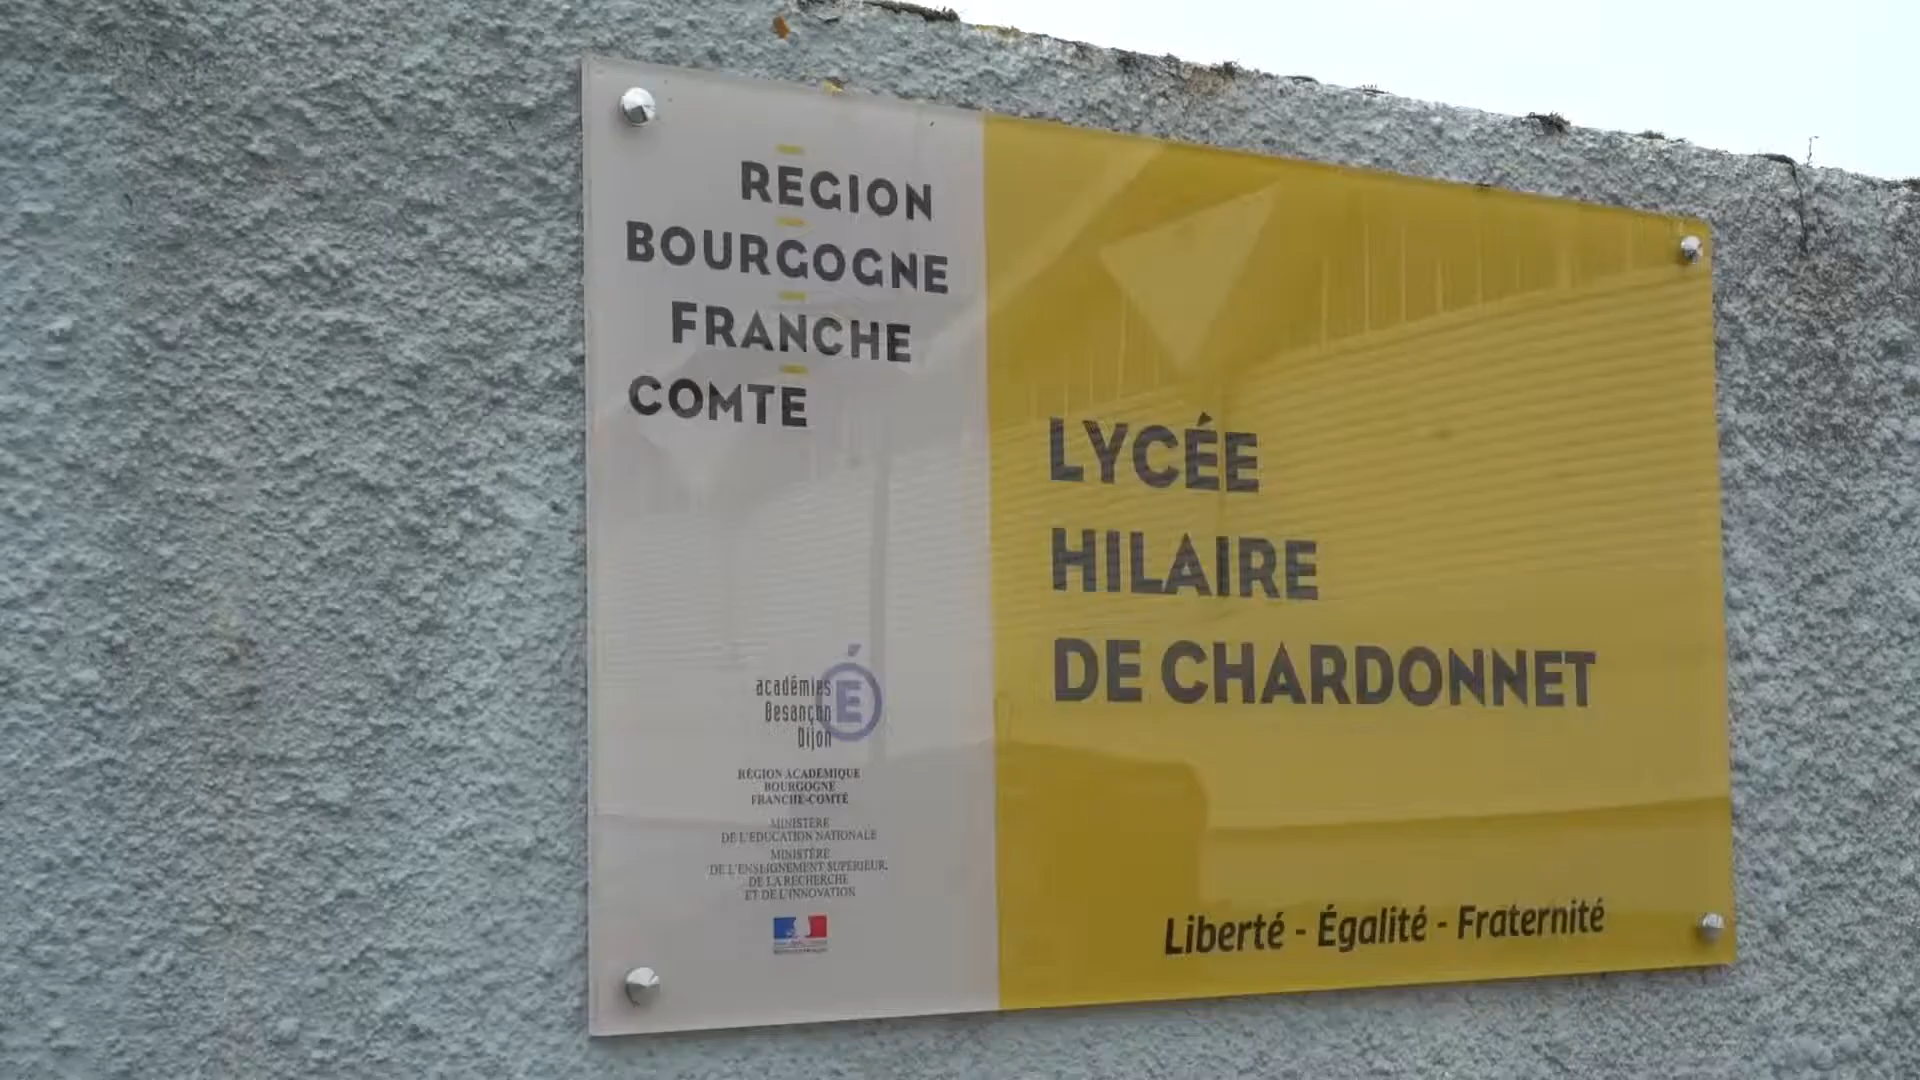 REGION
BOURGOGNE
FRANCHE
COMTE
académies
Besançon
Dijon
É
RÉGION ACADÉMIQUE
BOURGOGNE
FRANCHE-COMTÉ
MINISTÈRE
DE L'ÉDUCATION NATIONALE
MINISTÈRE
DE L'ENSEIGNEMENT SUPÉRIEUR,
DE LA RECHERCHE
ET DE L'INNOVATION
LYCÉE
HILAIRE
DE CHARDONNET
Liberté - Égalité - Fraternité